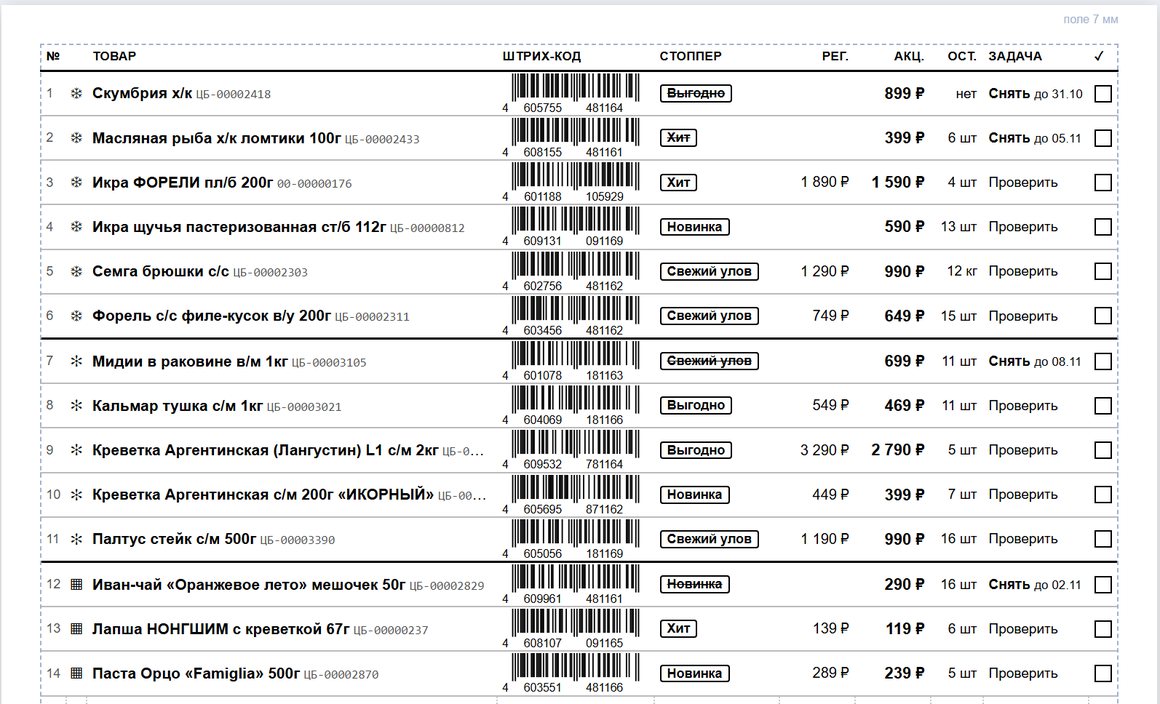 поле 7 мм
№ ТОВАР ШТРИХ-КОД СТОППЕР РЕГ. АКЦ. ОСТ. ЗАДАЧА ✓
1 Скумбрия х/к ЦБ-00002418 4 605755 481164 Выгодно 899 ₽ нет Снять до 31.10
2 Масляная рыба х/к ломтики 100г ЦБ-00002433 4 608155 481161 Хит 399 ₽ 6 шт Снять до 05.11
3 Икра ФОРЕЛИ пл/б 200г 00-00000176 4 601188 105929 Хит 1 890 ₽ 1 590 ₽ 4 шт Проверить
4 Икра щучья пастеризованная ст/б 112г ЦБ-00000812 4 609131 091169 Новинка 590 ₽ 13 шт Проверить
5 Семга брюшки с/с ЦБ-00002303 4 602756 481162 Свежий улов 1 290 ₽ 990 ₽ 12 кг Проверить
6 Форель с/с филе-кусок в/у 200г ЦБ-00002311 4 603456 481162 Свежий улов 749 ₽ 649 ₽ 15 шт Проверить
7 Мидии в раковине в/м 1кг ЦБ-00003105 4 601078 181163 Свежий улов 699 ₽ 11 шт Снять до 08.11
8 Кальмар тушка с/м 1кг ЦБ-00003021 4 604069 181166 Выгодно 549 ₽ 469 ₽ 11 шт Проверить
9 Креветка Аргентинская (Лангустин) L1 с/м 2кг ЦБ-0… 4 609532 781164 Выгодно 3 290 ₽ 2 790 ₽ 5 шт Проверить
10 Креветка Аргентинская с/м 200г «ИКОРНЫЙ» ЦБ-00… 4 605695 871162 Новинка 449 ₽ 399 ₽ 7 шт Проверить
11 Палтус стейк с/м 500г ЦБ-00003390 4 605056 181169 Свежий улов 1 190 ₽ 990 ₽ 16 шт Проверить
12 Иван-чай «Оранжевое лето» мешочек 50г ЦБ-00002829 4 609961 481161 Новинка 290 ₽ 16 шт Снять до 02.11
13 Лапша НОНГШИМ с креветкой 67г ЦБ-00000237 4 608107 091165 Хит 139 ₽ 119 ₽ 6 шт Проверить
14 Паста Орцо «Famiglia» 500г ЦБ-00002870 4 603551 481166 Новинка 289 ₽ 239 ₽ 5 шт Проверить